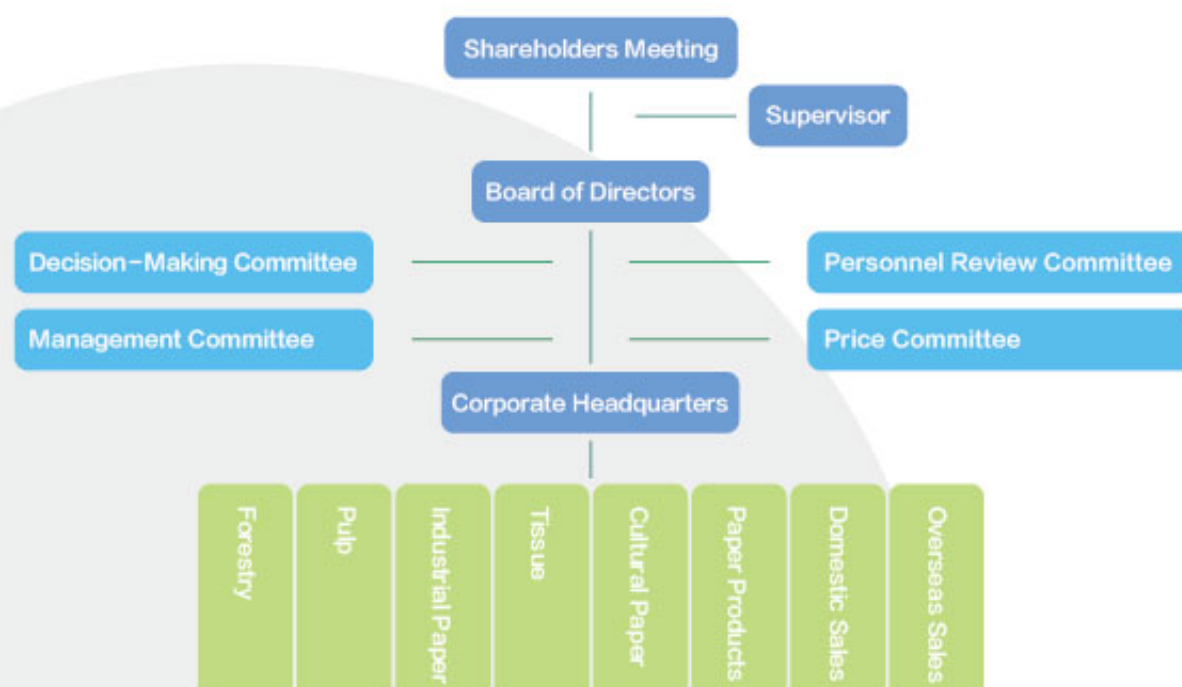 Shareholders Meeting
Supervisor
Board of Directors
Decision-Making Committee
Personnel Review Committee
Management Committee
Price Committee
Corporate Headquarters
Forestry
Pulp
Industrial Paper
Tissue
Cultural Paper
Paper Products
Domestic Sales
Overseas Sales